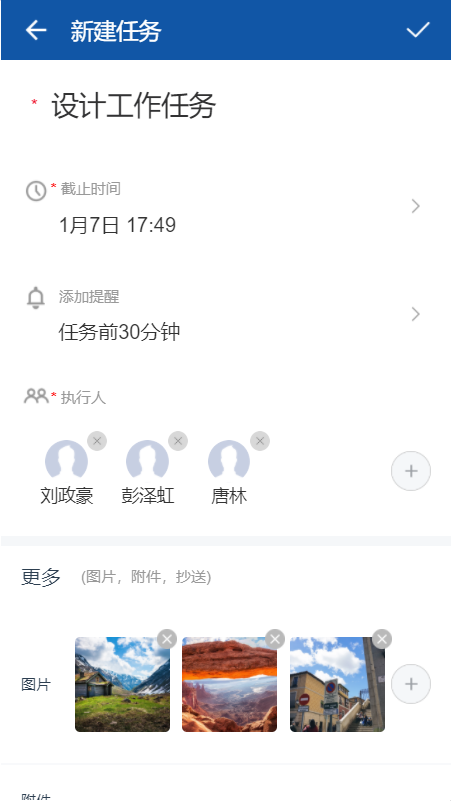 新建任务
* 设计工作任务
* 截止时间
1月7日 17:49
添加提醒
任务前30分钟
* 执行人
刘政豪 彭泽虹 唐林
更多 (图片，附件，抄送)
图片
附件